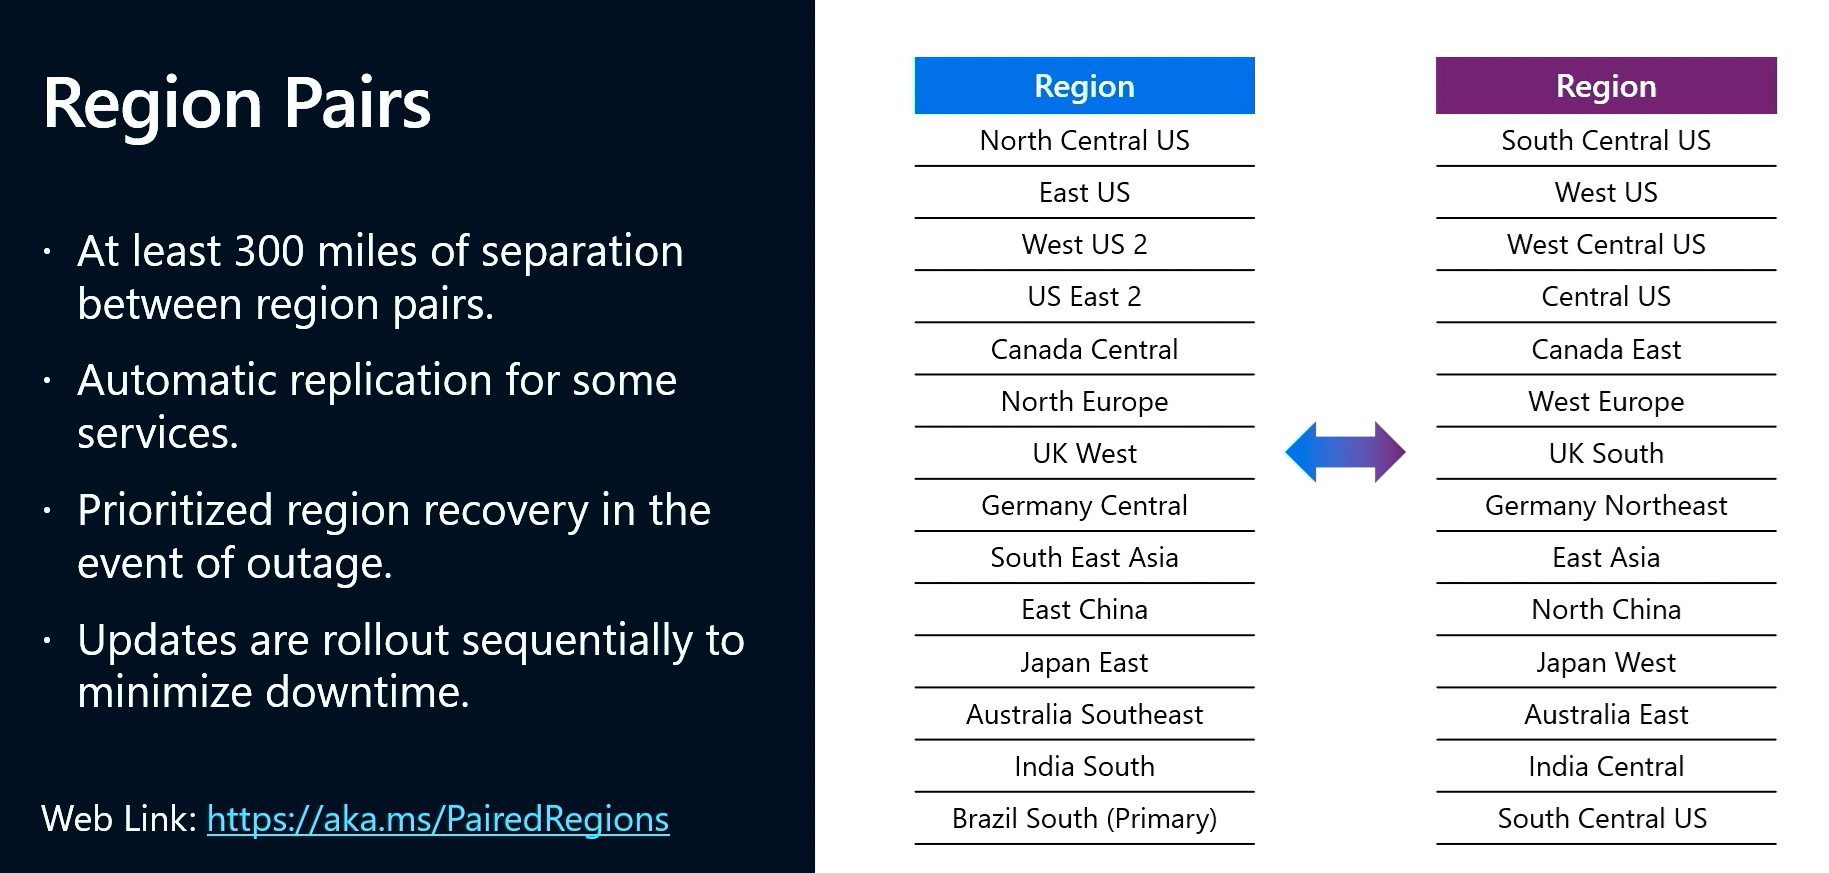 Region Pairs
· At least 300 miles of separation
between region pairs.
· Automatic replication for some
services.
· Prioritized region recovery in the
event of outage.
· Updates are rollout sequentially to
minimize downtime.
Web Link: https://aka.ms/PairedRegions
Region Region
North Central US South Central US
East US West US
West US 2 West Central US
US East 2 Central US
Canada Central Canada East
North Europe West Europe
UK West UK South
Germany Central Germany Northeast
South East Asia East Asia
East China North China
Japan East Japan West
Australia Southeast Australia East
India South India Central
Brazil South (Primary) South Central US